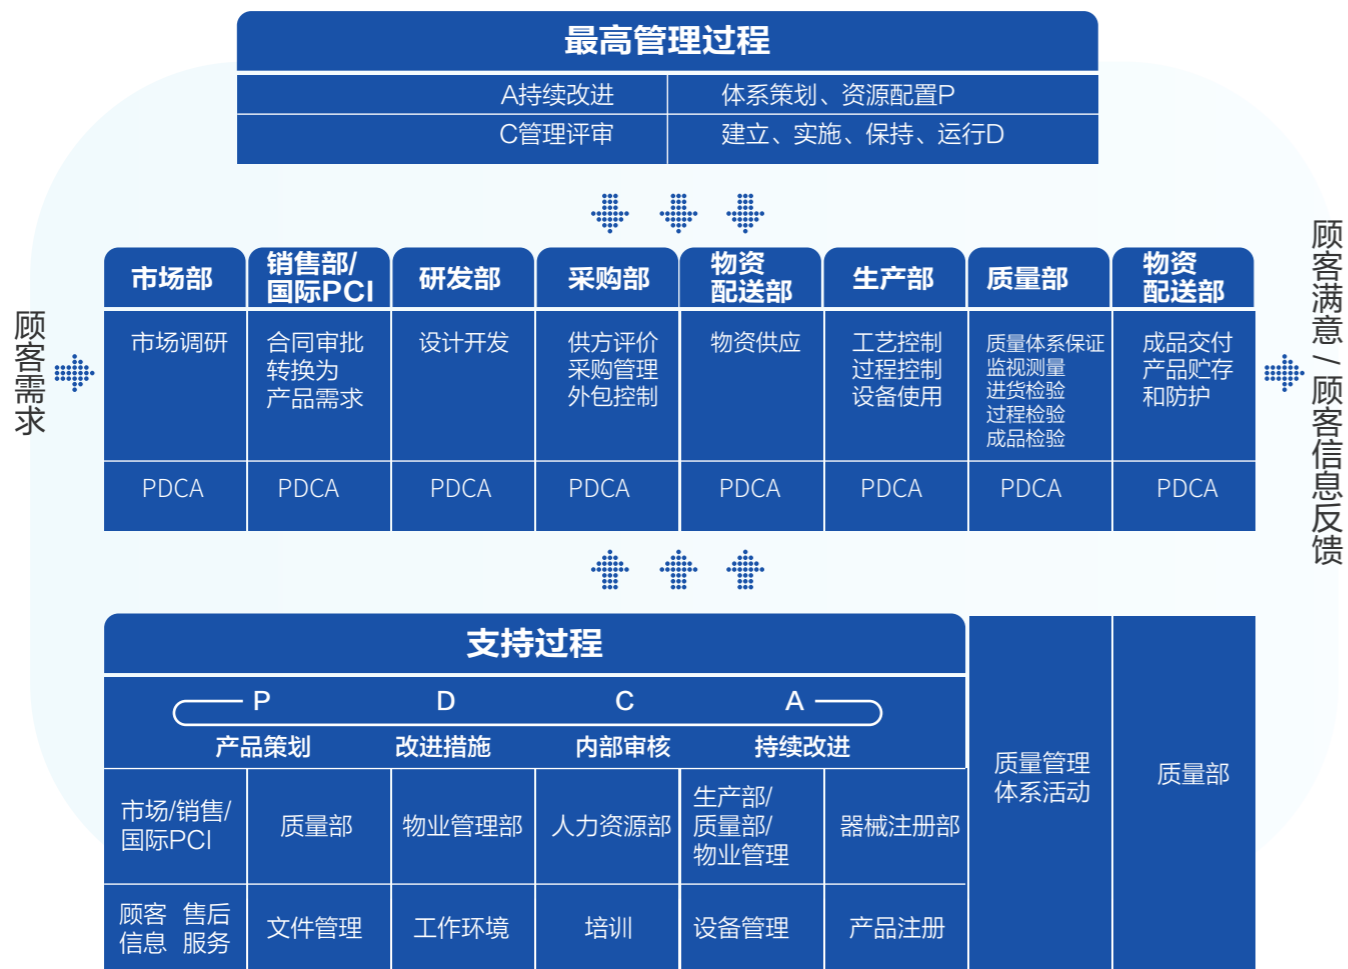 最高管理过程
A持续改进
体系策划、资源配置P
C管理评审
建立、实施、保持、运行D
顾客需求
市场部
销售部/
国际PCI
研发部
采购部
物资
配送部
生产部
质量部
物资
配送部
市场调研
合同审批
转换为
产品需求
设计开发
供方评价
采购管理
外包控制
物资供应
工艺控制
过程控制
设备使用
质量体系保证
监视测量
进货检验
过程检验
成品检验
成品交付
产品贮存
和防护
PDCA
PDCA
PDCA
PDCA
PDCA
PDCA
PDCA
PDCA
顾客满意/顾客信息反馈
支持过程
P
D
C
A
产品策划
改进措施
内部审核
持续改进
市场/销售/
国际PCI
质量部
物业管理部
人力资源部
生产部/
质量部/
物业管理
器械注册部
顾客
信息
售后
服务
文件管理
工作环境
培训
设备管理
产品注册
质量管理
体系活动
质量部